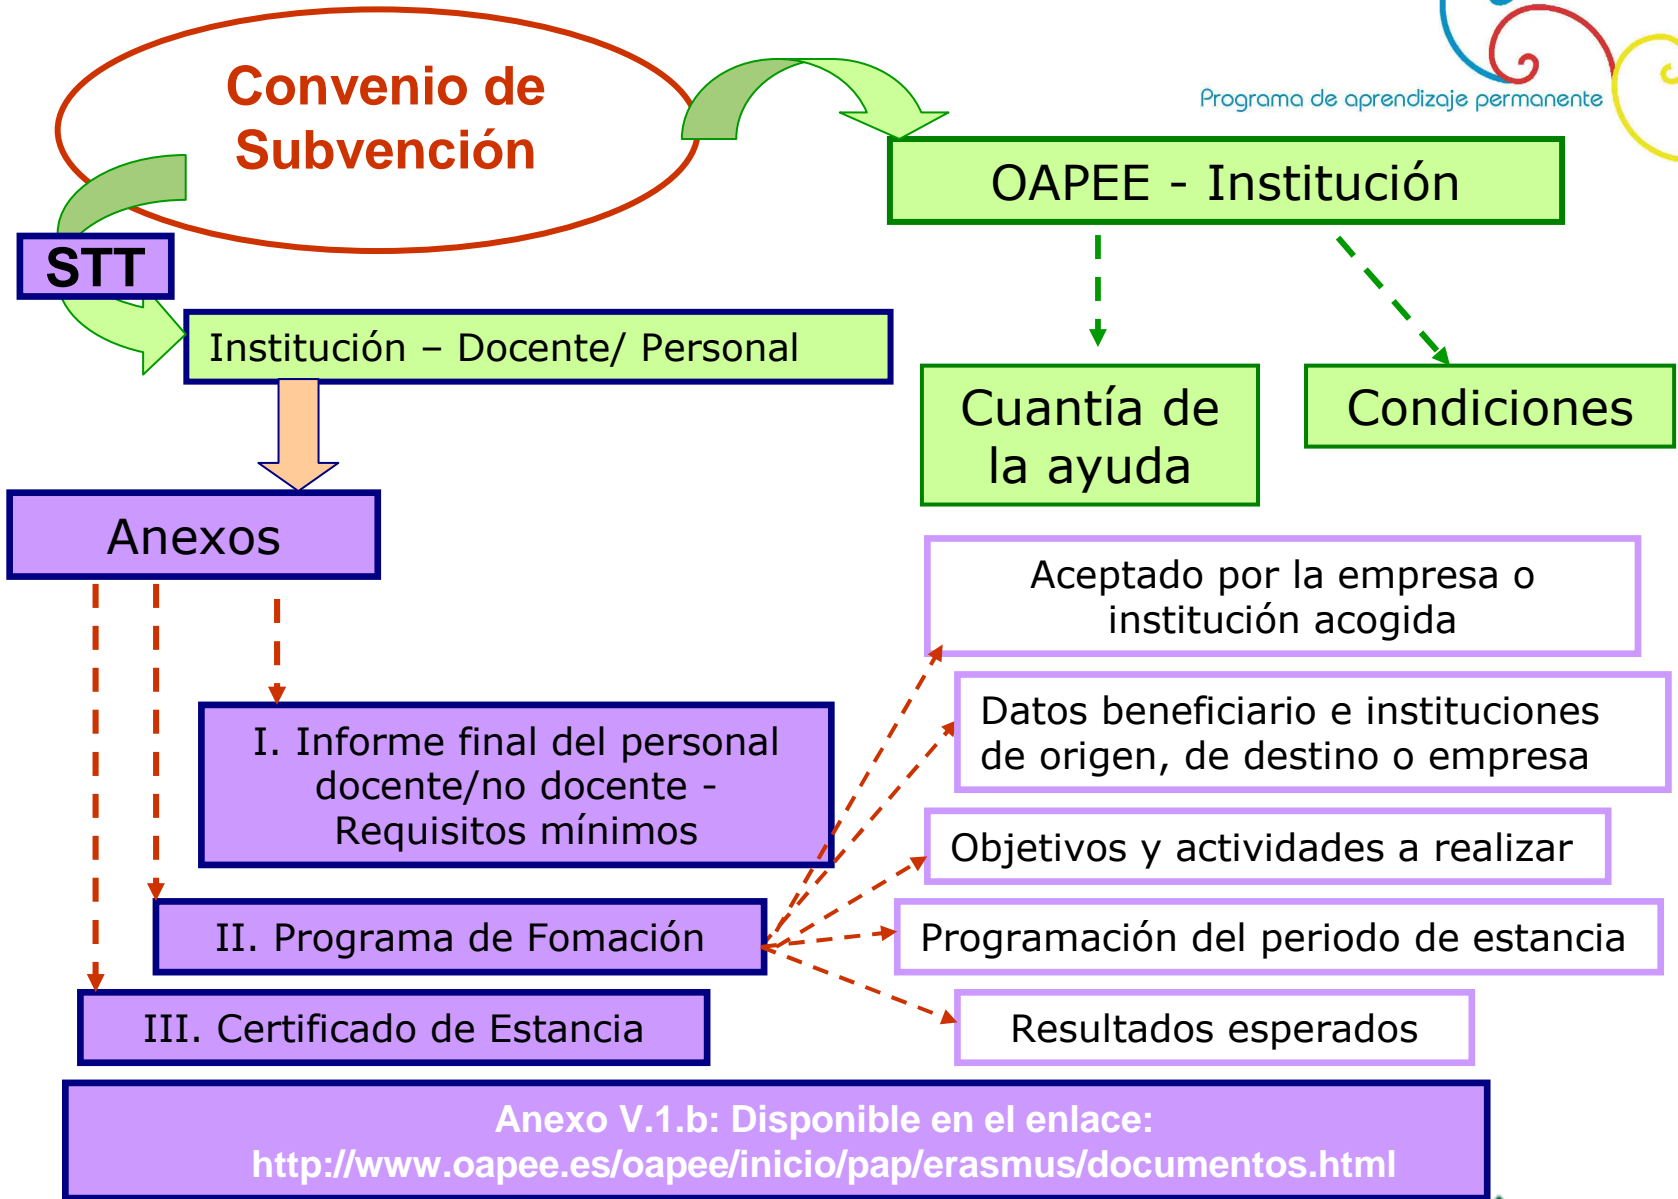 Convenio de
Subvención
Programa de aprendizaje permanente
OAPEE - Institución
STT
Institución – Docente/ Personal
Cuantía de
la ayuda
Condiciones
Anexos
Aceptado por la empresa o
institución acogida
Datos beneficiario e instituciones
de origen, de destino o empresa
I. Informe final del personal
docente/no docente -
Requisitos mínimos
Objetivos y actividades a realizar
II. Programa de Fomación
Programación del periodo de estancia
III. Certificado de Estancia
Resultados esperados
Anexo V.1.b: Disponible en el enlace:
http://www.oapee.es/oapee/inicio/pap/erasmus/documentos.html